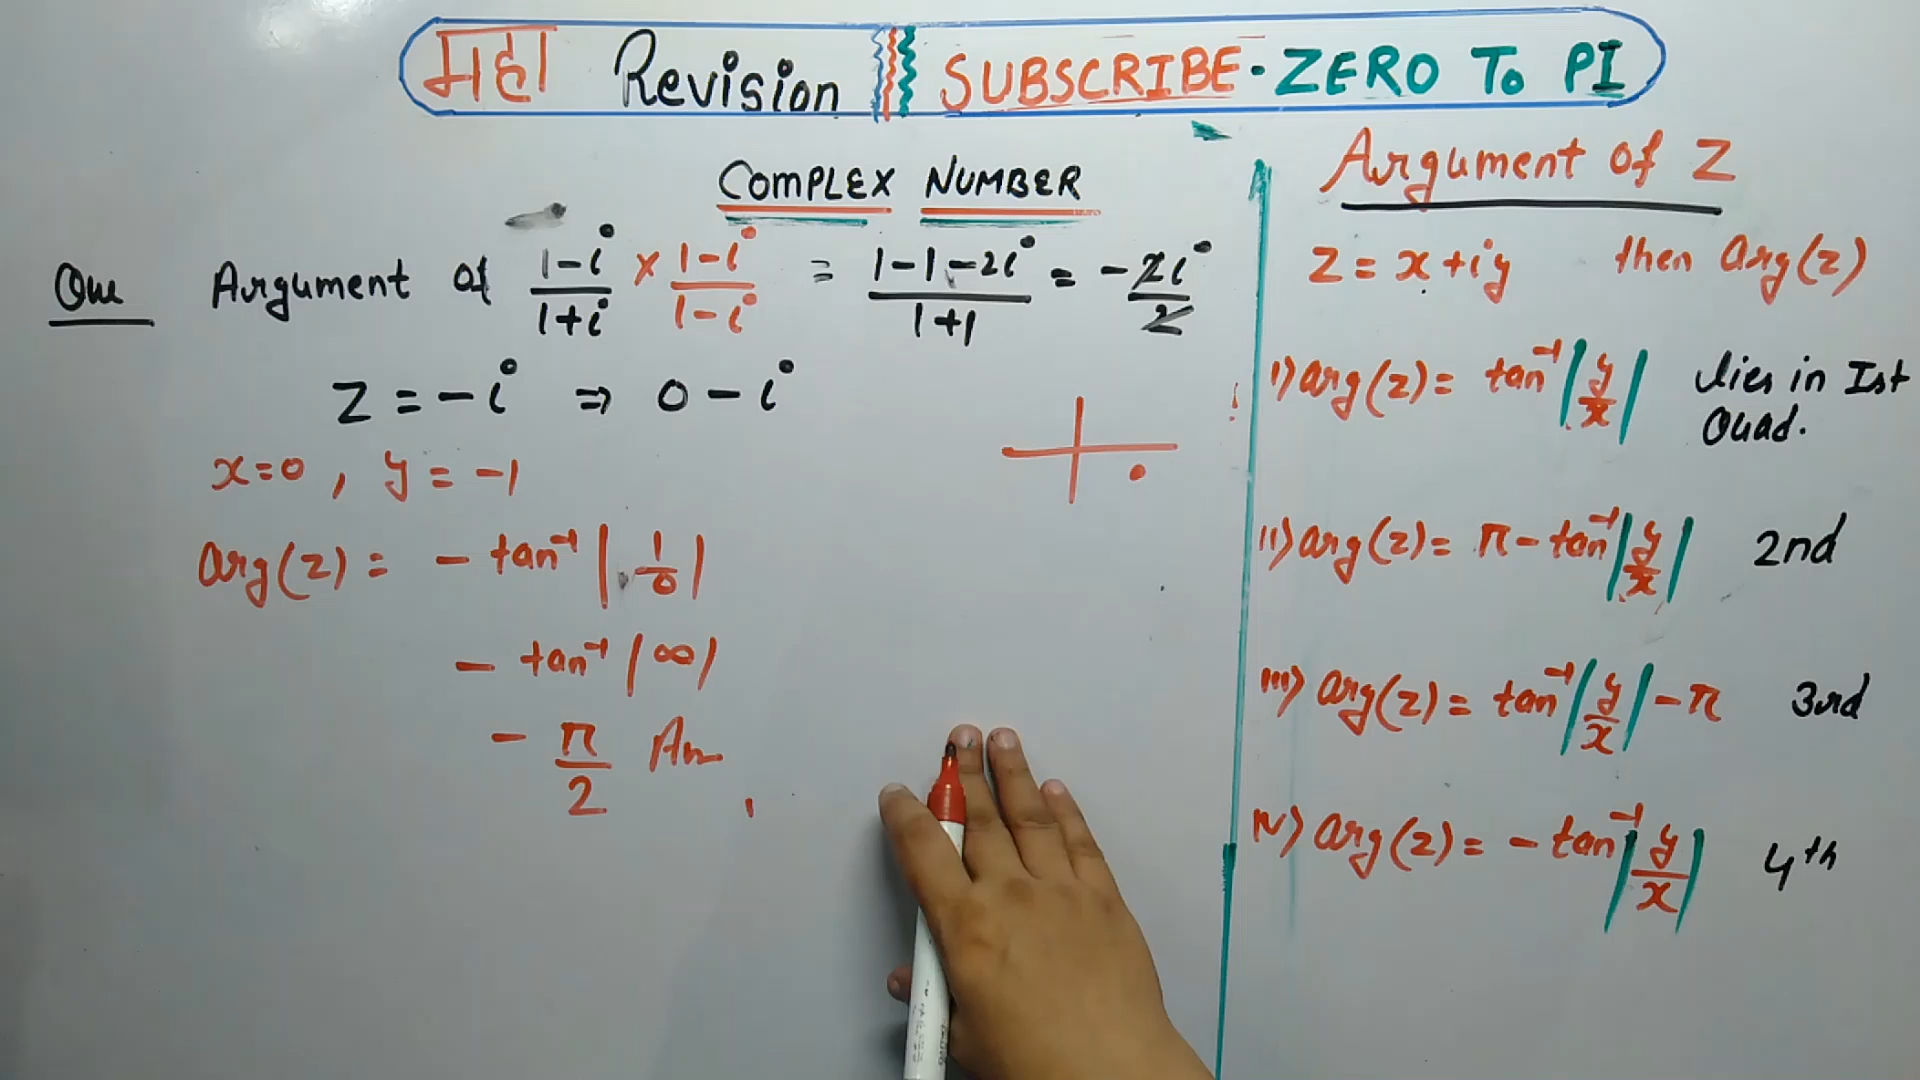 महा Revision SUBSCRIBE-ZERO TO PI
COMPLEX NUMBER
Que Argument of (1-i)/(1+i) × (1-i)/(1-i) = (1-1-2i)/(1+1) = -2i/2
Z = -i ⇒ 0 - i
x=0, y = -1
arg(z) = - tan⁻¹ |1/0|
- tan⁻¹ |∞|
- π/2 An
Argument of Z
Z = x + iy then arg(z)
i) arg(z) = tan⁻¹ |y/x| lies in Ist
Quad.
ii) arg(z) = π - tan⁻¹ |y/x| 2nd
iii) arg(z) = tan⁻¹ |y/x| - π 3rd
iv) arg(z) = - tan⁻¹ |y/x| 4th